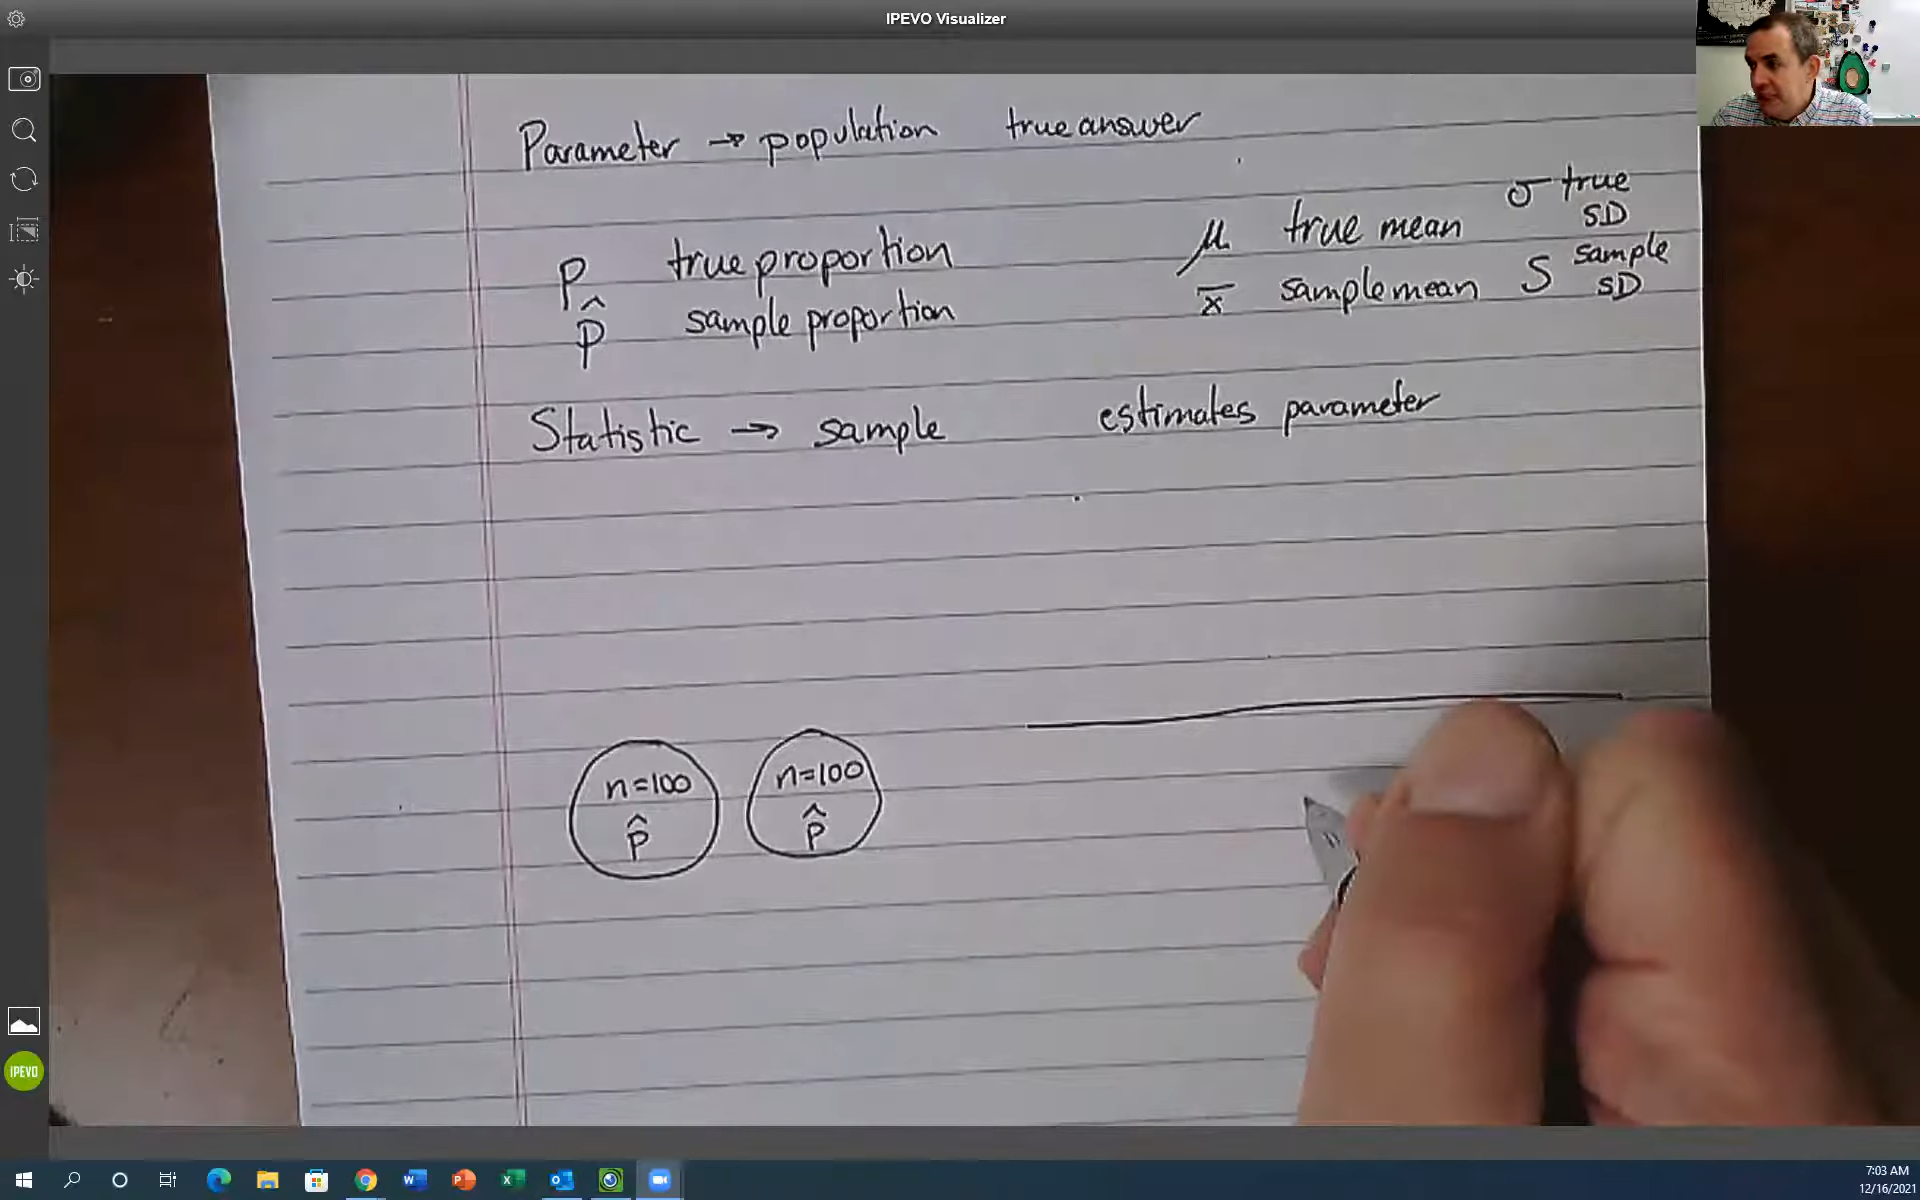 IPEVO Visualizer
Parameter → population true answer
σ true SD
p true proportion
μ true mean
p̂ sample proportion
x̄ sample mean
S sample SD
Statistic → sample estimates parameter
n=100
p̂
n=100
p̂
IPEVO
7:03 AM
12/16/2021